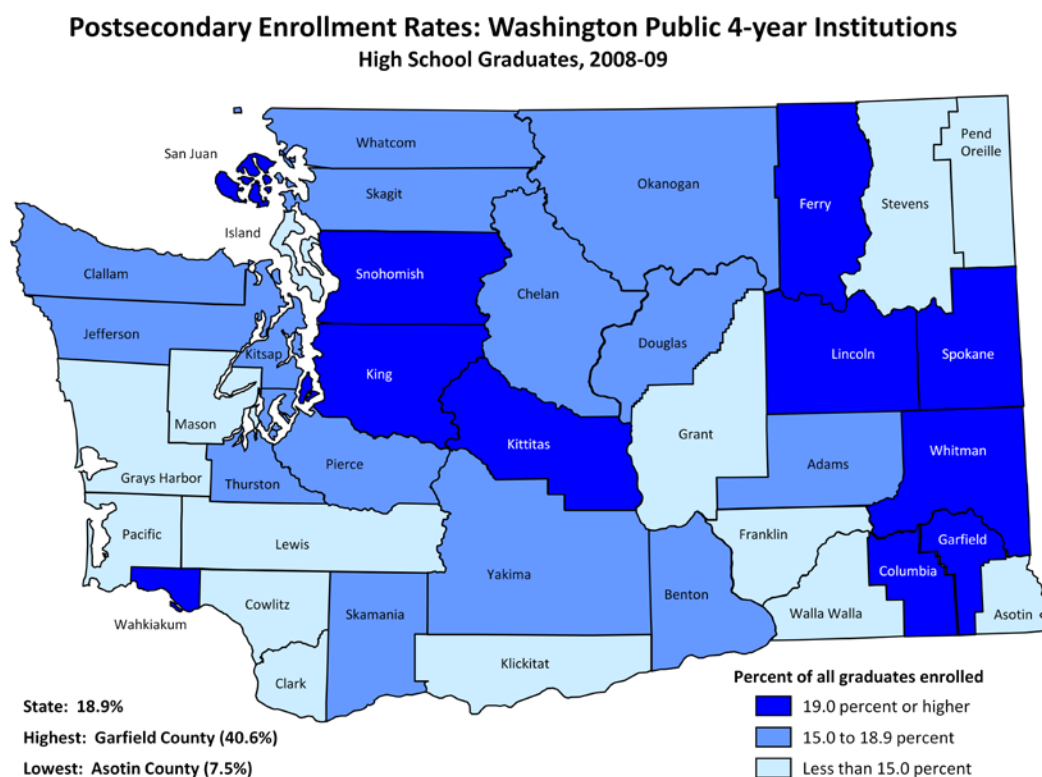 Postsecondary Enrollment Rates: Washington Public 4-year Institutions
High School Graduates, 2008-09
San Juan
Whatcom
Pend
Oreille
Skagit
Okanogan
Ferry
Stevens
Island
Clallam
Snohomish
Chelan
Jefferson
Kitsap
King
Douglas
Lincoln
Spokane
Mason
Kittitas
Grant
Whitman
Grays Harbor
Thurston
Pierce
Adams
Pacific
Lewis
Franklin
Garfield
Yakima
Columbia
Wahkiakum
Cowlitz
Skamania
Benton
Walla Walla
Asotin
Klickitat
Clark
State: 18.9%
Highest: Garfield County (40.6%)
Lowest: Asotin County (7.5%)
Percent of all graduates enrolled
19.0 percent or higher
15.0 to 18.9 percent
Less than 15.0 percent